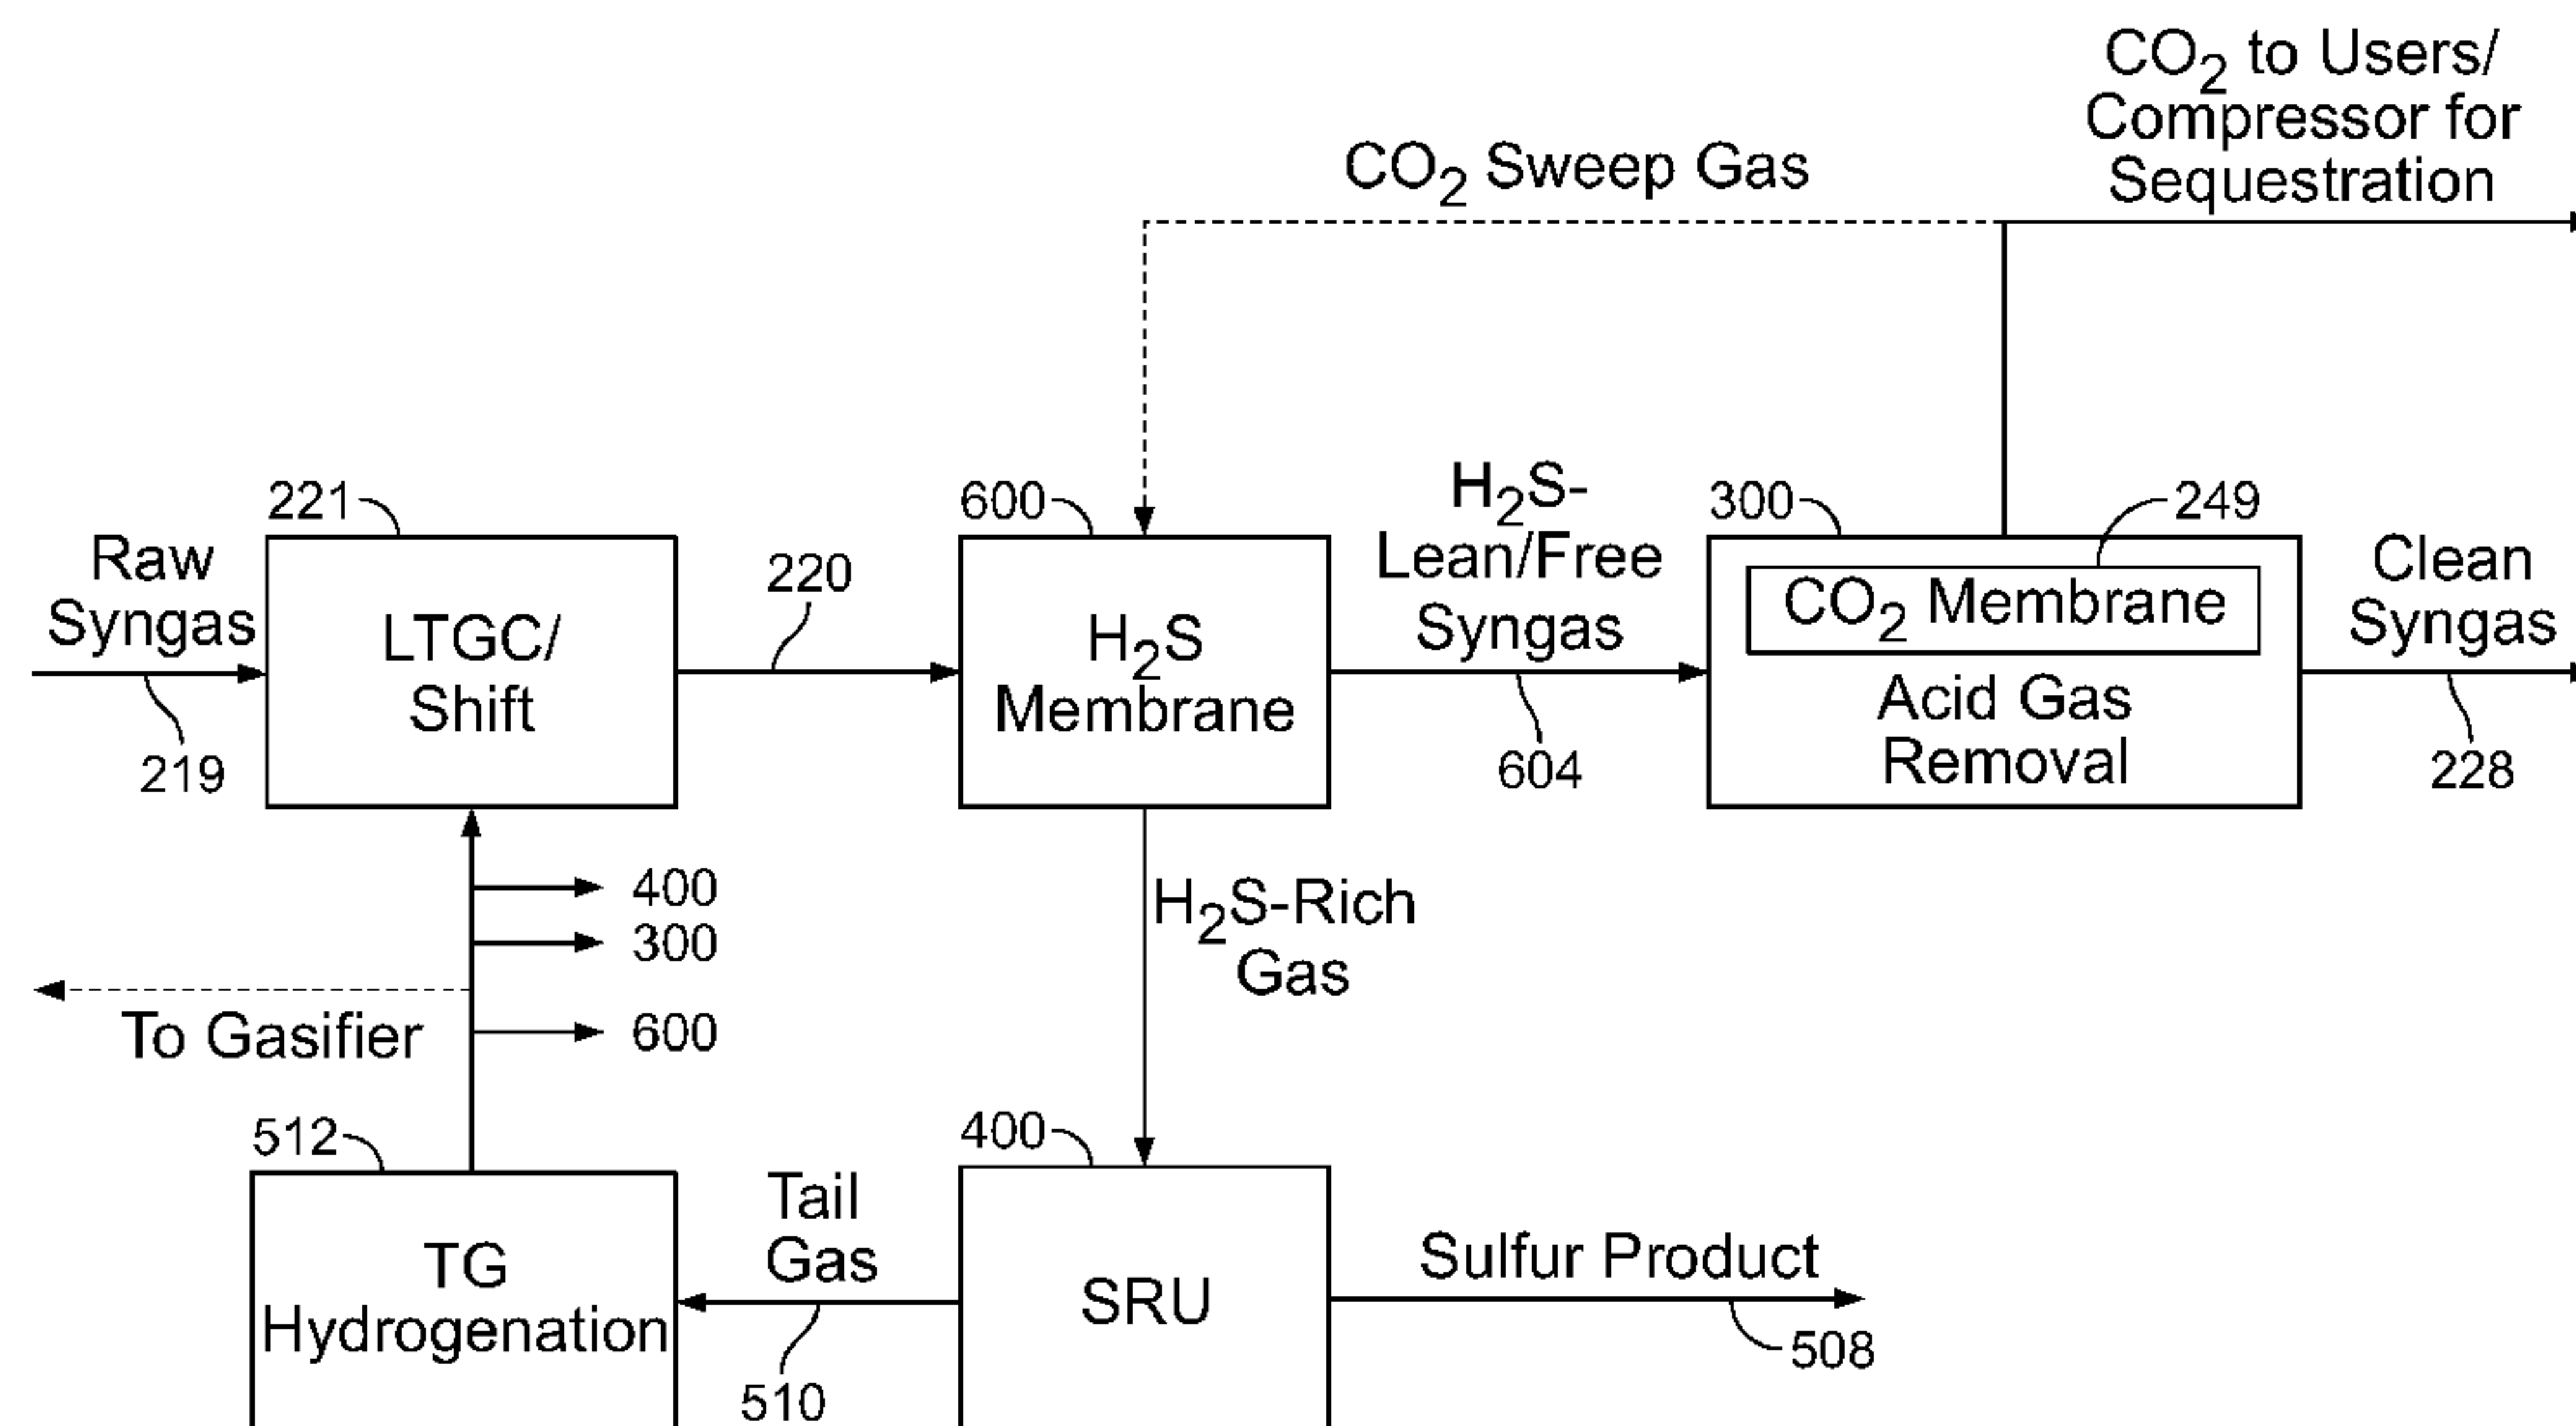 CO2 to Users/
Compressor for
Sequestration
CO2 Sweep Gas
221
600
H2S-
Lean/Free
Syngas
300
249
Raw
Syngas
220
Clean
Syngas
LTGC/
Shift
H2S
Membrane
CO2 Membrane
Acid Gas
Removal
219
604
228
400
300
H2S-Rich
Gas
To Gasifier
600
512
400
Tail
Gas
TG
Hydrogenation
SRU
Sulfur Product
510
508